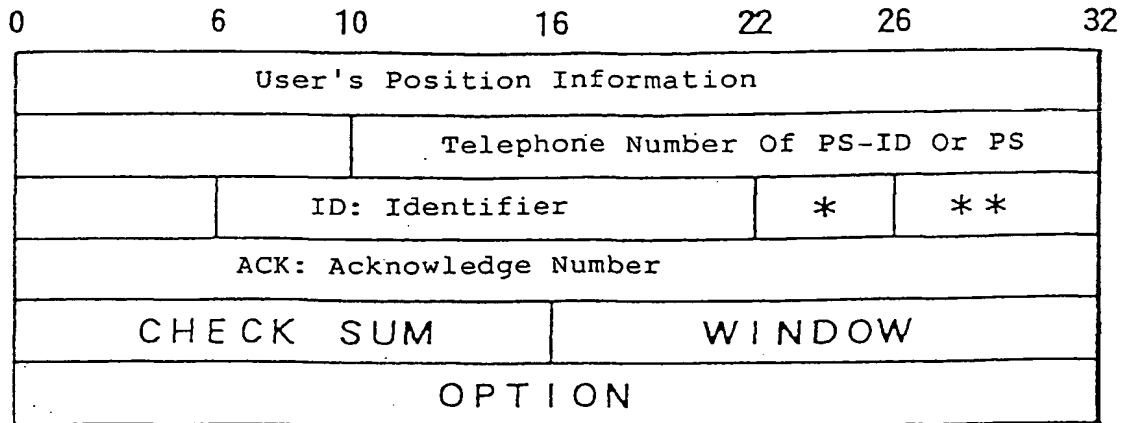 0 6 10 16 22 26 32
User's Position Information
Telephone Number Of PS-ID Or PS
ID: Identifier * **
ACK: Acknowledge Number
CHECK SUM WINDOW
OPTION